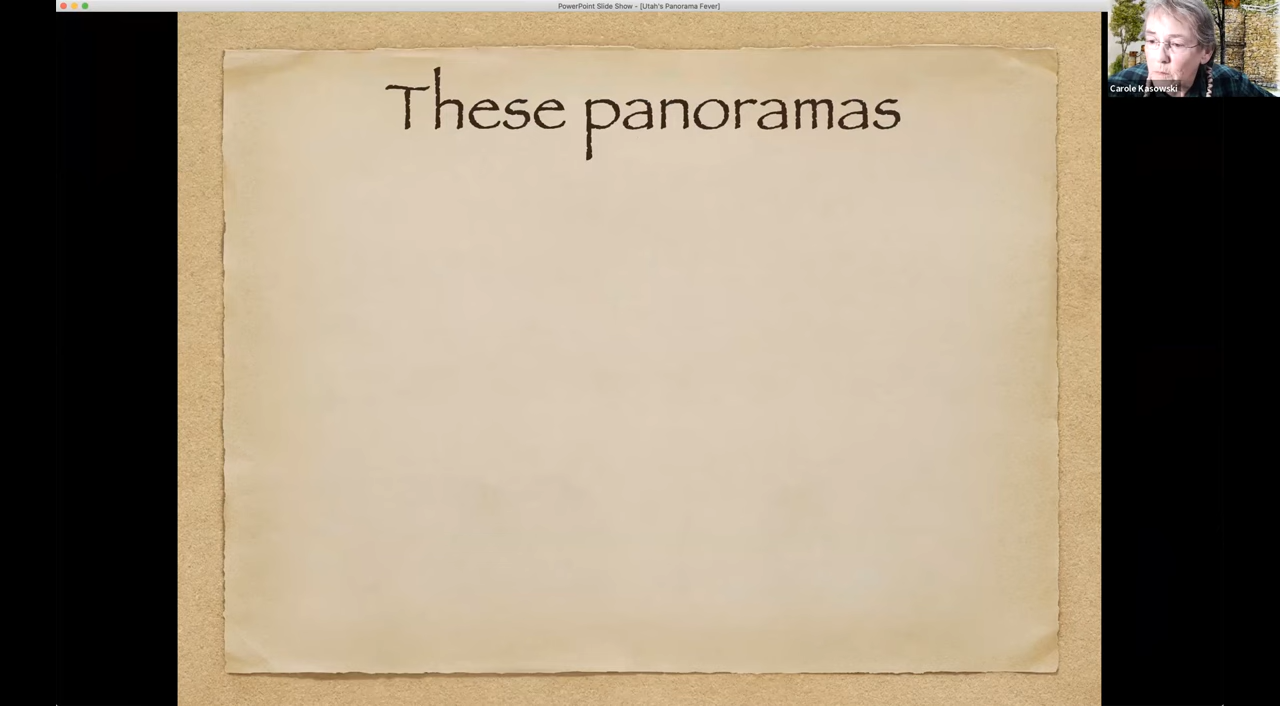 PowerPoint Slide Show - [Utah's Panorama Fever]
These panoramas
Carole Kasowski